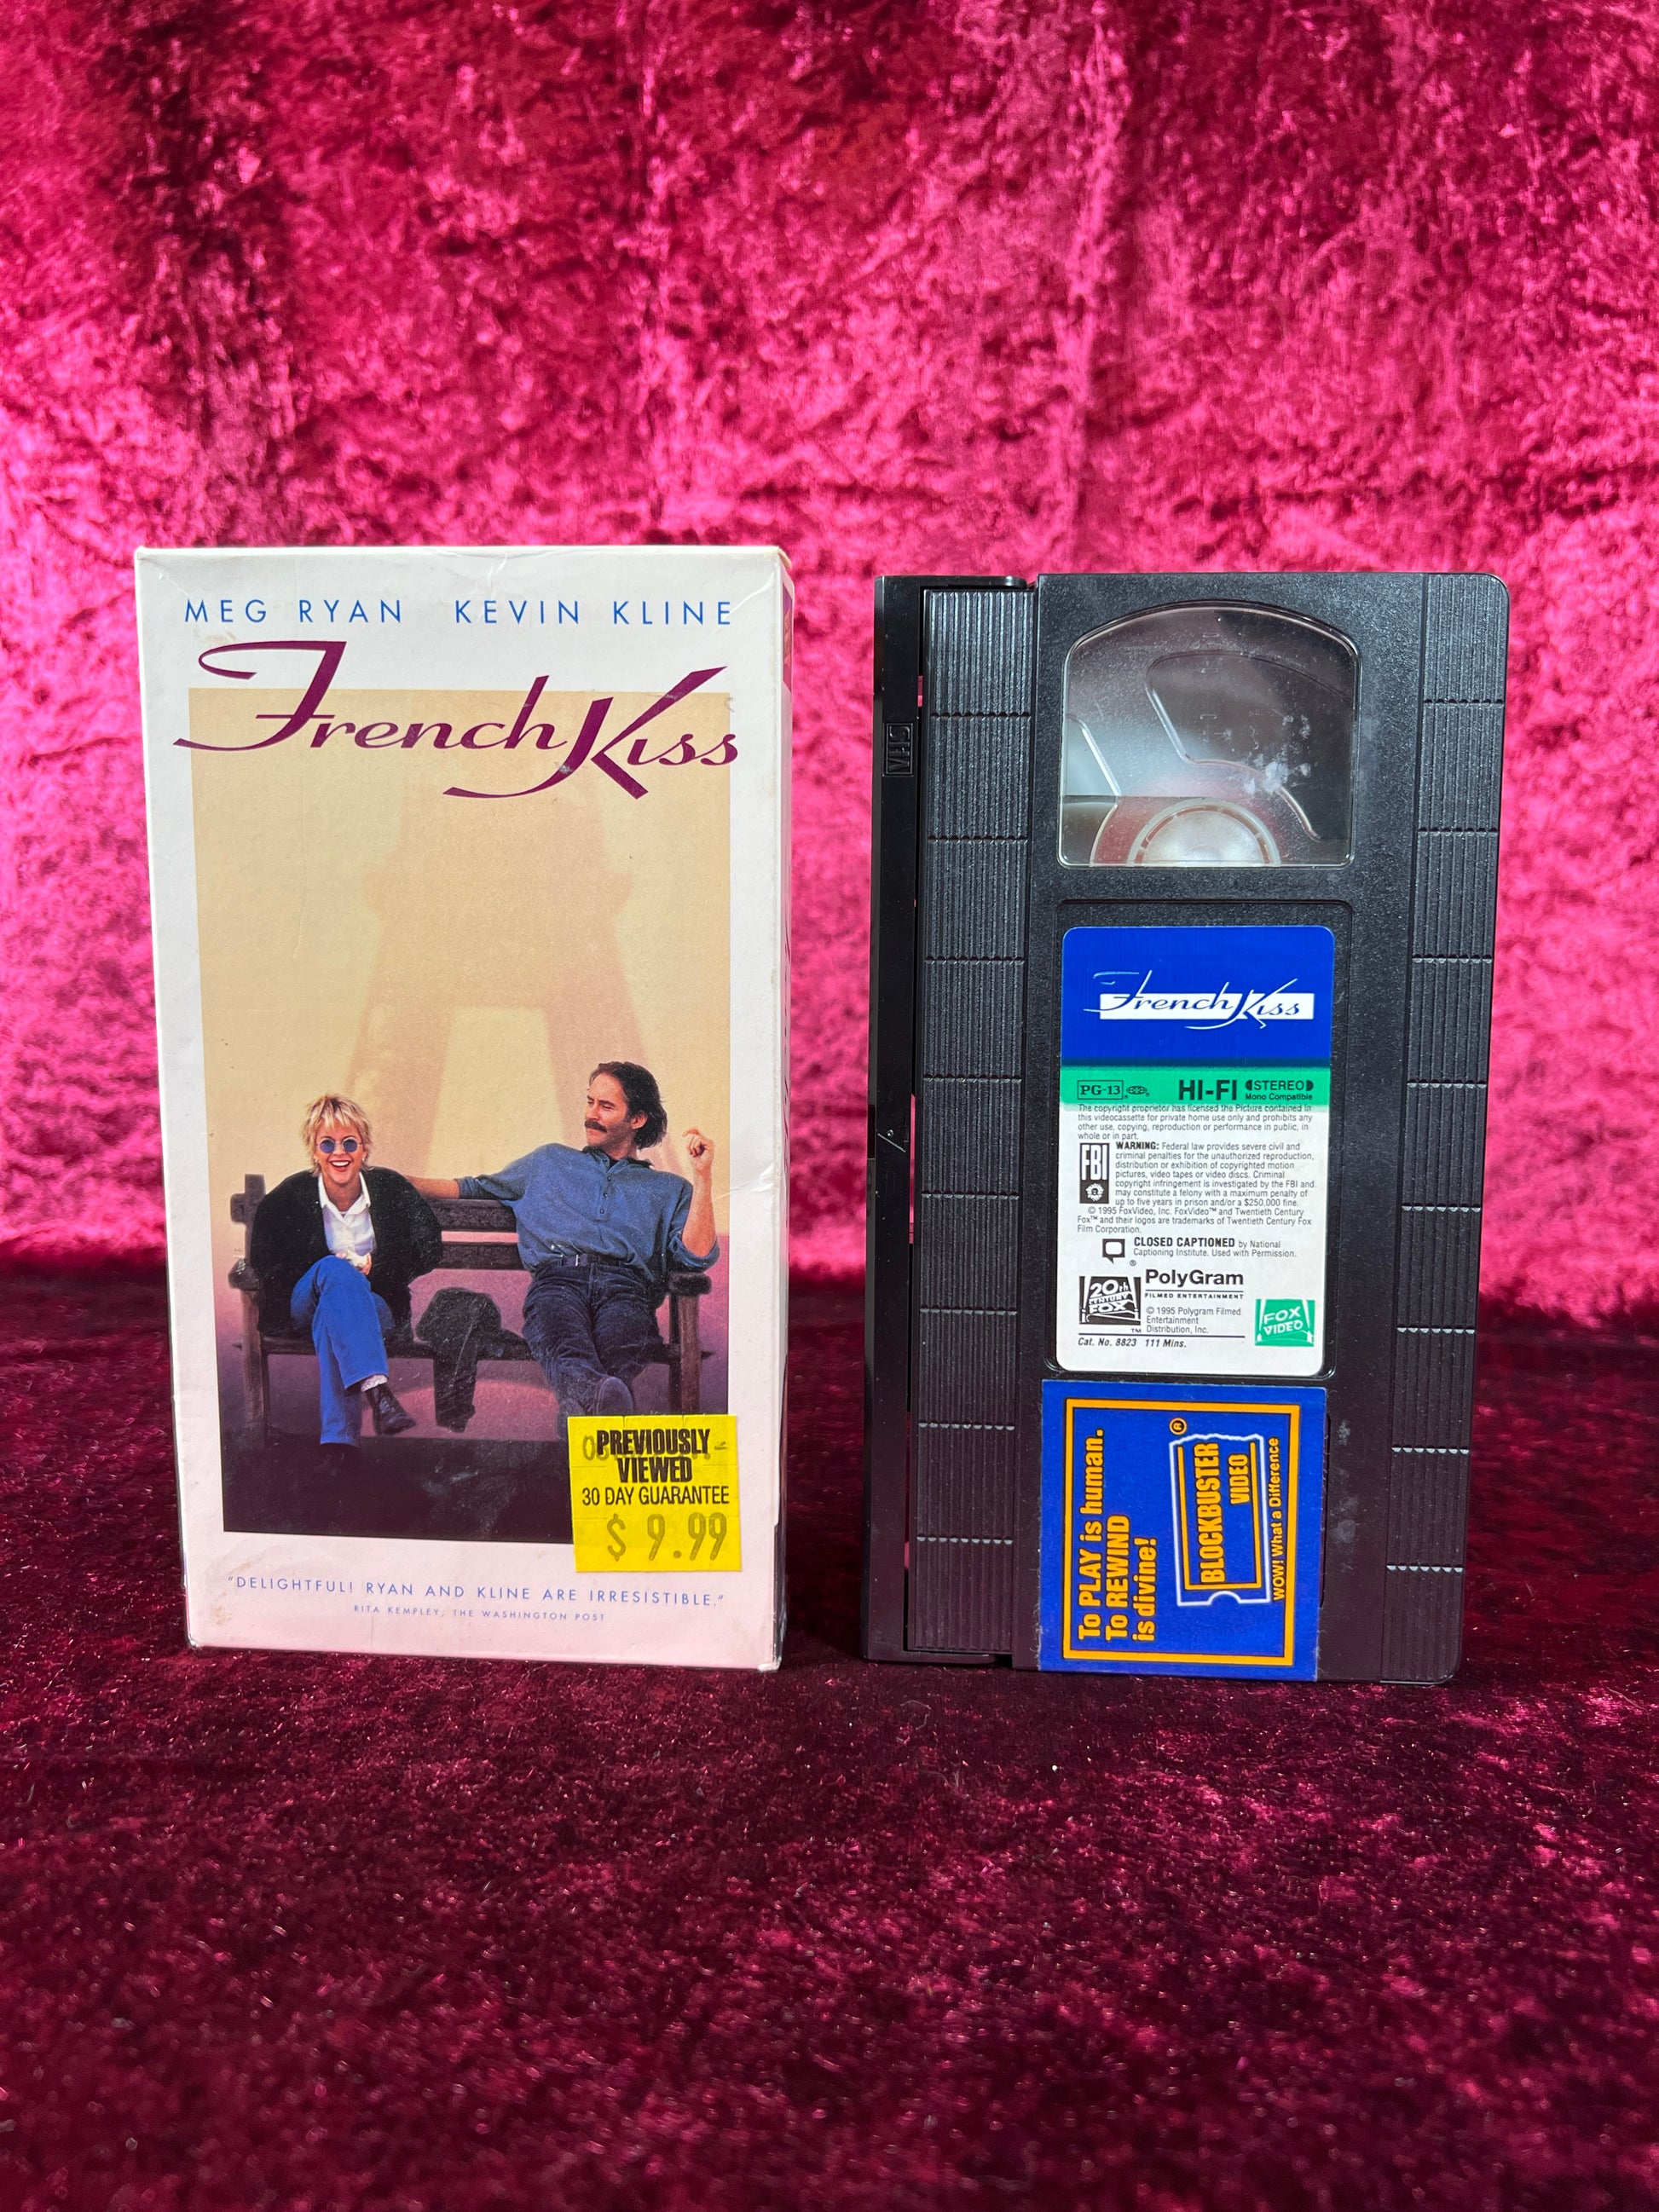 MEG RYAN KEVIN KLINE
French Kiss
PREVIOUSLY
VIEWED
30 DAY GUARANTEE
$ 9.99
"DELIGHTFUL! RYAN AND KLINE ARE IRRESISTIBLE."
RITA KEMPLEY, THE WASHINGTON POST
VHS
French Kiss
PG-13 HI-FI STEREO
Mono Compatible
The copyright proprietor has licensed the Picture contained in
this videocassette for private home use only and prohibits any
other use, copying, reproduction or performance in public, in
whole or in part.
FBI WARNING: Federal law provides severe civil and
criminal penalties for the unauthorized reproduction,
distribution or exhibition of copyrighted motion
pictures, video tapes or video discs. Criminal
copyright infringement is investigated by the FBI and
may constitute a felony with a maximum penalty of
up to five years in prison and/or a $250,000 fine.
© 1995 FoxVideo, Inc. FoxVideo™ and Twentieth Century
Fox™ and their logos are trademarks of Twentieth Century Fox
Film Corporation.
CLOSED CAPTIONED by National
Captioning Institute. Used with Permission.
®
20th
CENTURY
FOX
TM
PolyGram
FILMED ENTERTAINMENT
© 1995 Polygram Filmed
Entertainment
Distribution, Inc.
FOX
VIDEO
Cat. No. 8823 111 Mins.
To PLAY is human.
To REWIND
is divine!
BLOCKBUSTER ®
VIDEO
WOW! What a Difference